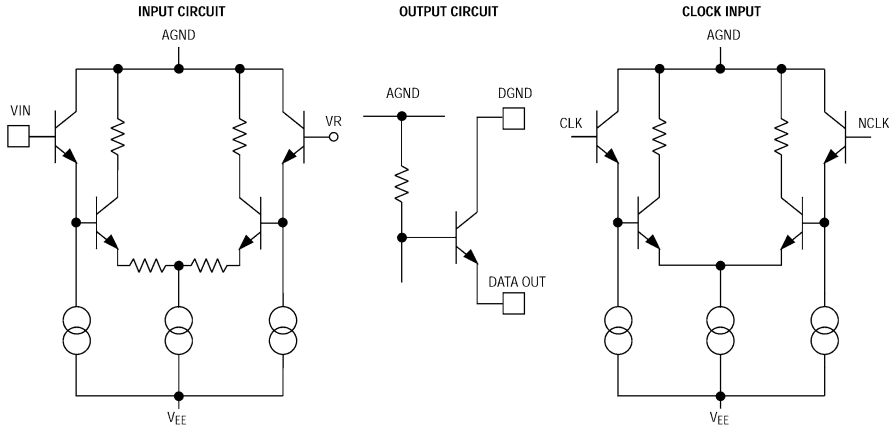 INPUT CIRCUIT
AGND
VIN
VR
VEE
OUTPUT CIRCUIT
AGND
DGND
DATA OUT
CLOCK INPUT
AGND
CLK
NCLK
VEE